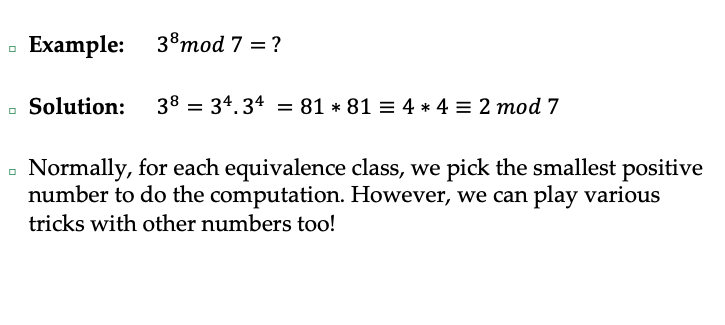 ▫ Example: 3⁸mod 7 = ?
▫ Solution: 3⁸ = 3⁴. 3⁴ = 81 ∗ 81 ≡ 4 ∗ 4 ≡ 2 mod 7
▫ Normally, for each equivalence class, we pick the smallest positive
number to do the computation. However, we can play various
tricks with other numbers too!